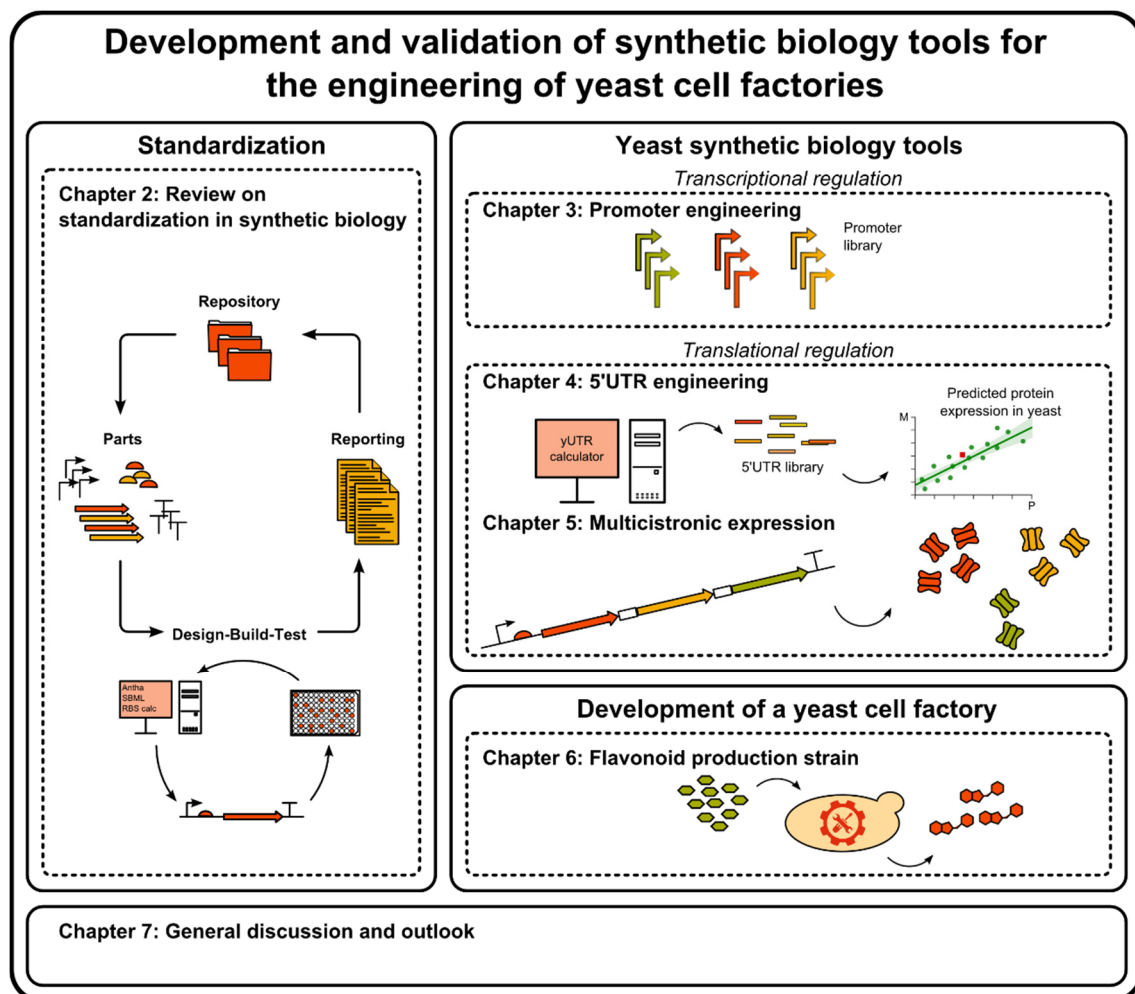 Development and validation of synthetic biology tools for
the engineering of yeast cell factories
Standardization
Chapter 2: Review on
standardization in synthetic biology
Repository
Parts
Reporting
Design-Build-Test
Antha
SBML
RBS calc
Yeast synthetic biology tools
Transcriptional regulation
Chapter 3: Promoter engineering
Promoter
library
Translational regulation
Chapter 4: 5'UTR engineering
yUTR
calculator
5'UTR library
Predicted protein
expression in yeast
M
P
Chapter 5: Multicistronic expression
Development of a yeast cell factory
Chapter 6: Flavonoid production strain
Chapter 7: General discussion and outlook